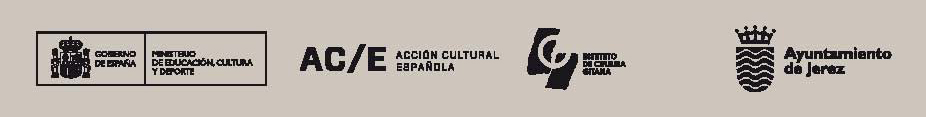 GOBIERNO
DE ESPAÑA
MINISTERIO
DE EDUCACIÓN, CULTURA
Y DEPORTE
AC/E
ACCIÓN CULTURAL
ESPAÑOLA
INSTITUTO
DE CULTURA
GITANA
Ayuntamiento
de Jerez